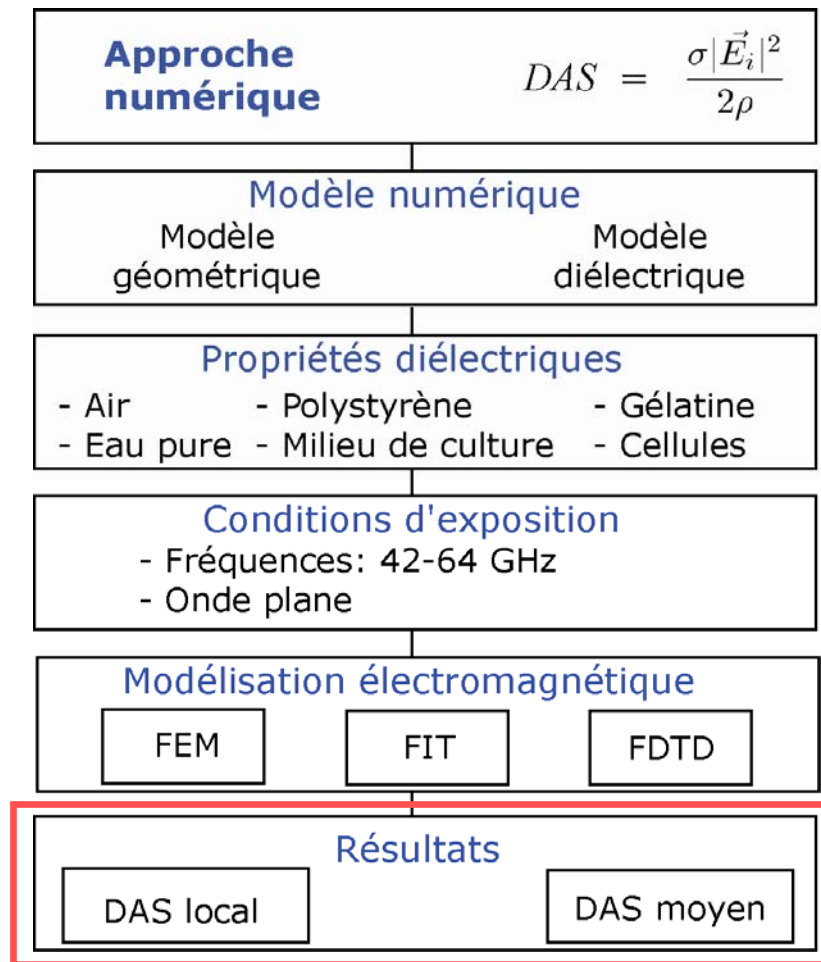 Approche
numérique
DAS = σ|E⃗ᵢ|² / 2ρ
Modèle numérique
Modèle géométrique
Modèle diélectrique
Propriétés diélectriques
- Air - Polystyrène - Gélatine
- Eau pure - Milieu de culture - Cellules
Conditions d'exposition
- Fréquences: 42-64 GHz
- Onde plane
Modélisation électromagnétique
FEM FIT FDTD
Résultats
DAS local DAS moyen